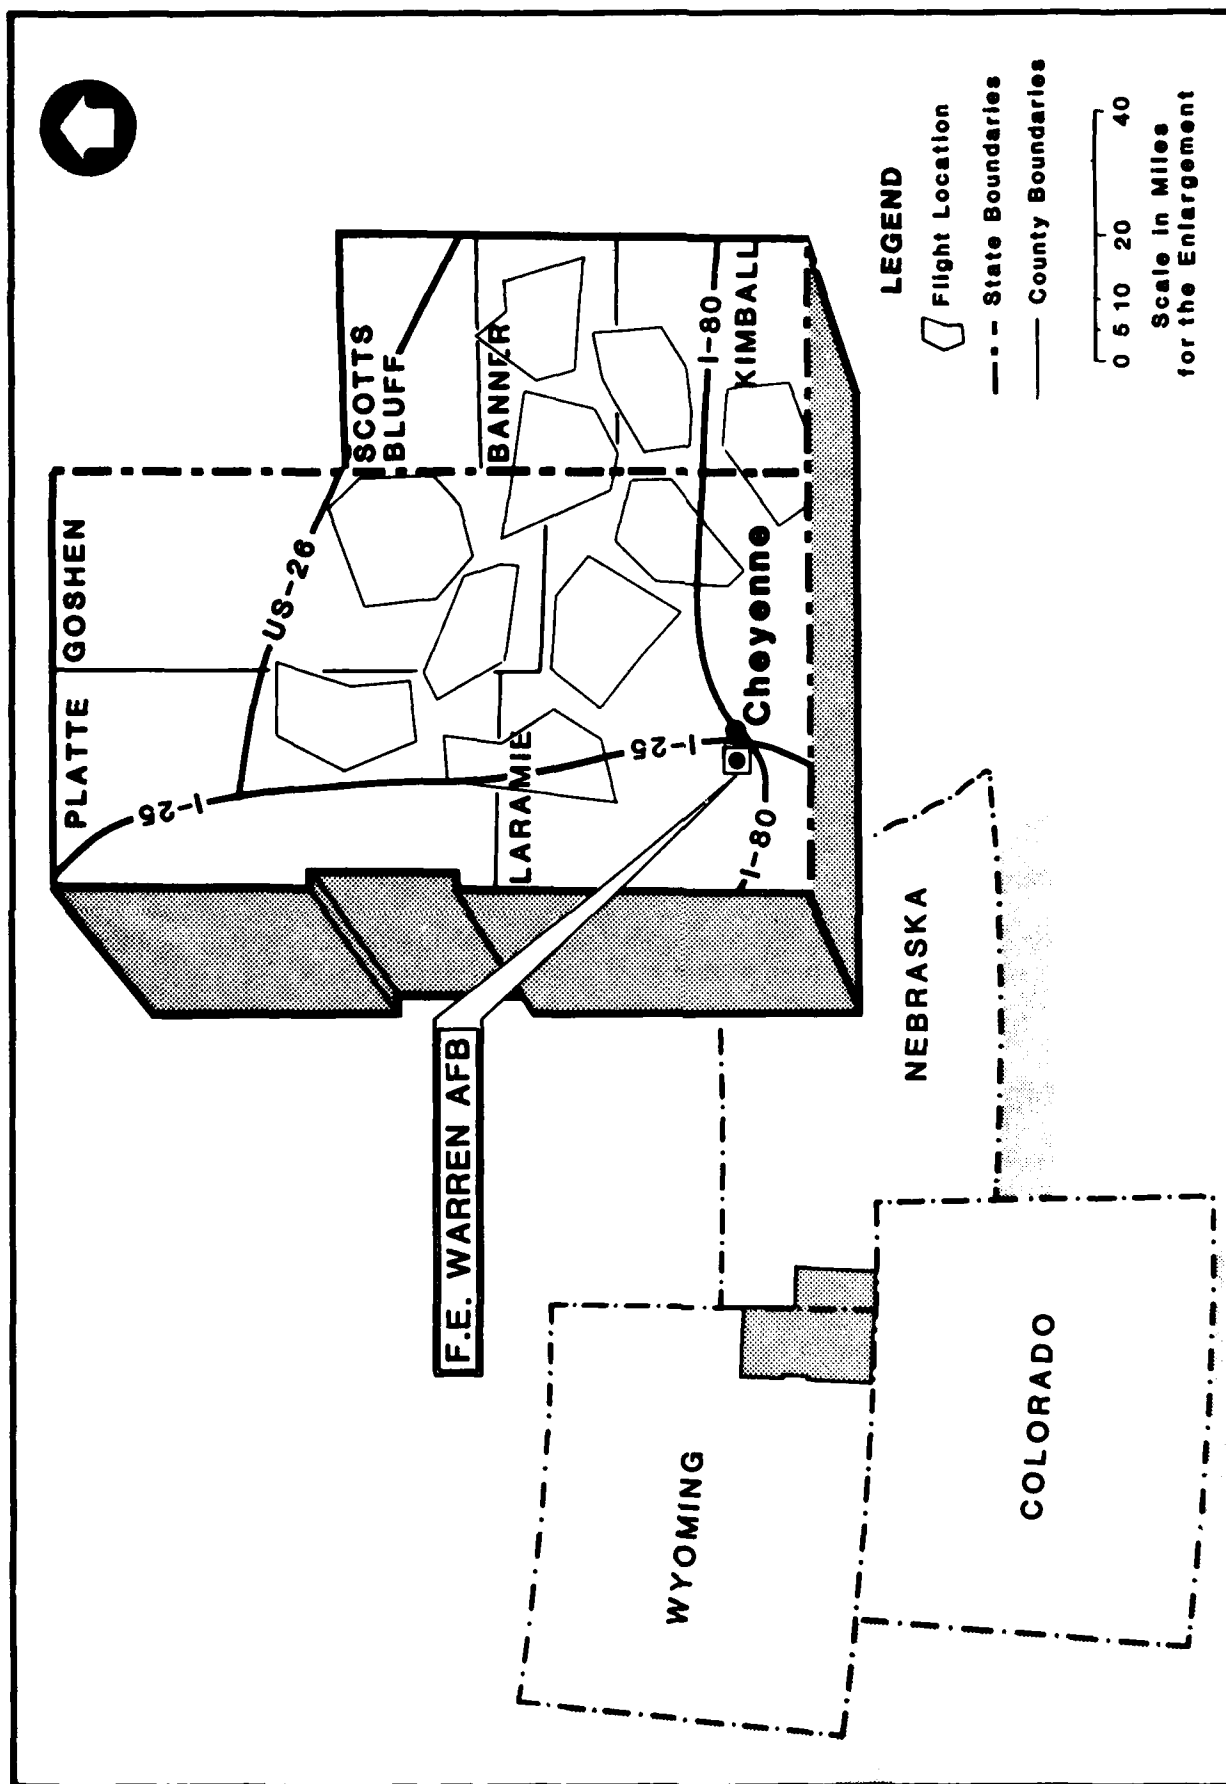 PLATTE
GOSHEN
US-26
I-25
SCOTTS
BLUFF
BANNER
LARAMIE
I-25
I-80
KIMBALL
I-80
Cheyenne
F.E. WARREN AFB
WYOMING
NEBRASKA
COLORADO
LEGEND
Flight Location
State Boundaries
County Boundaries
0 5 10 20 40
Scale in Miles
for the Enlargement